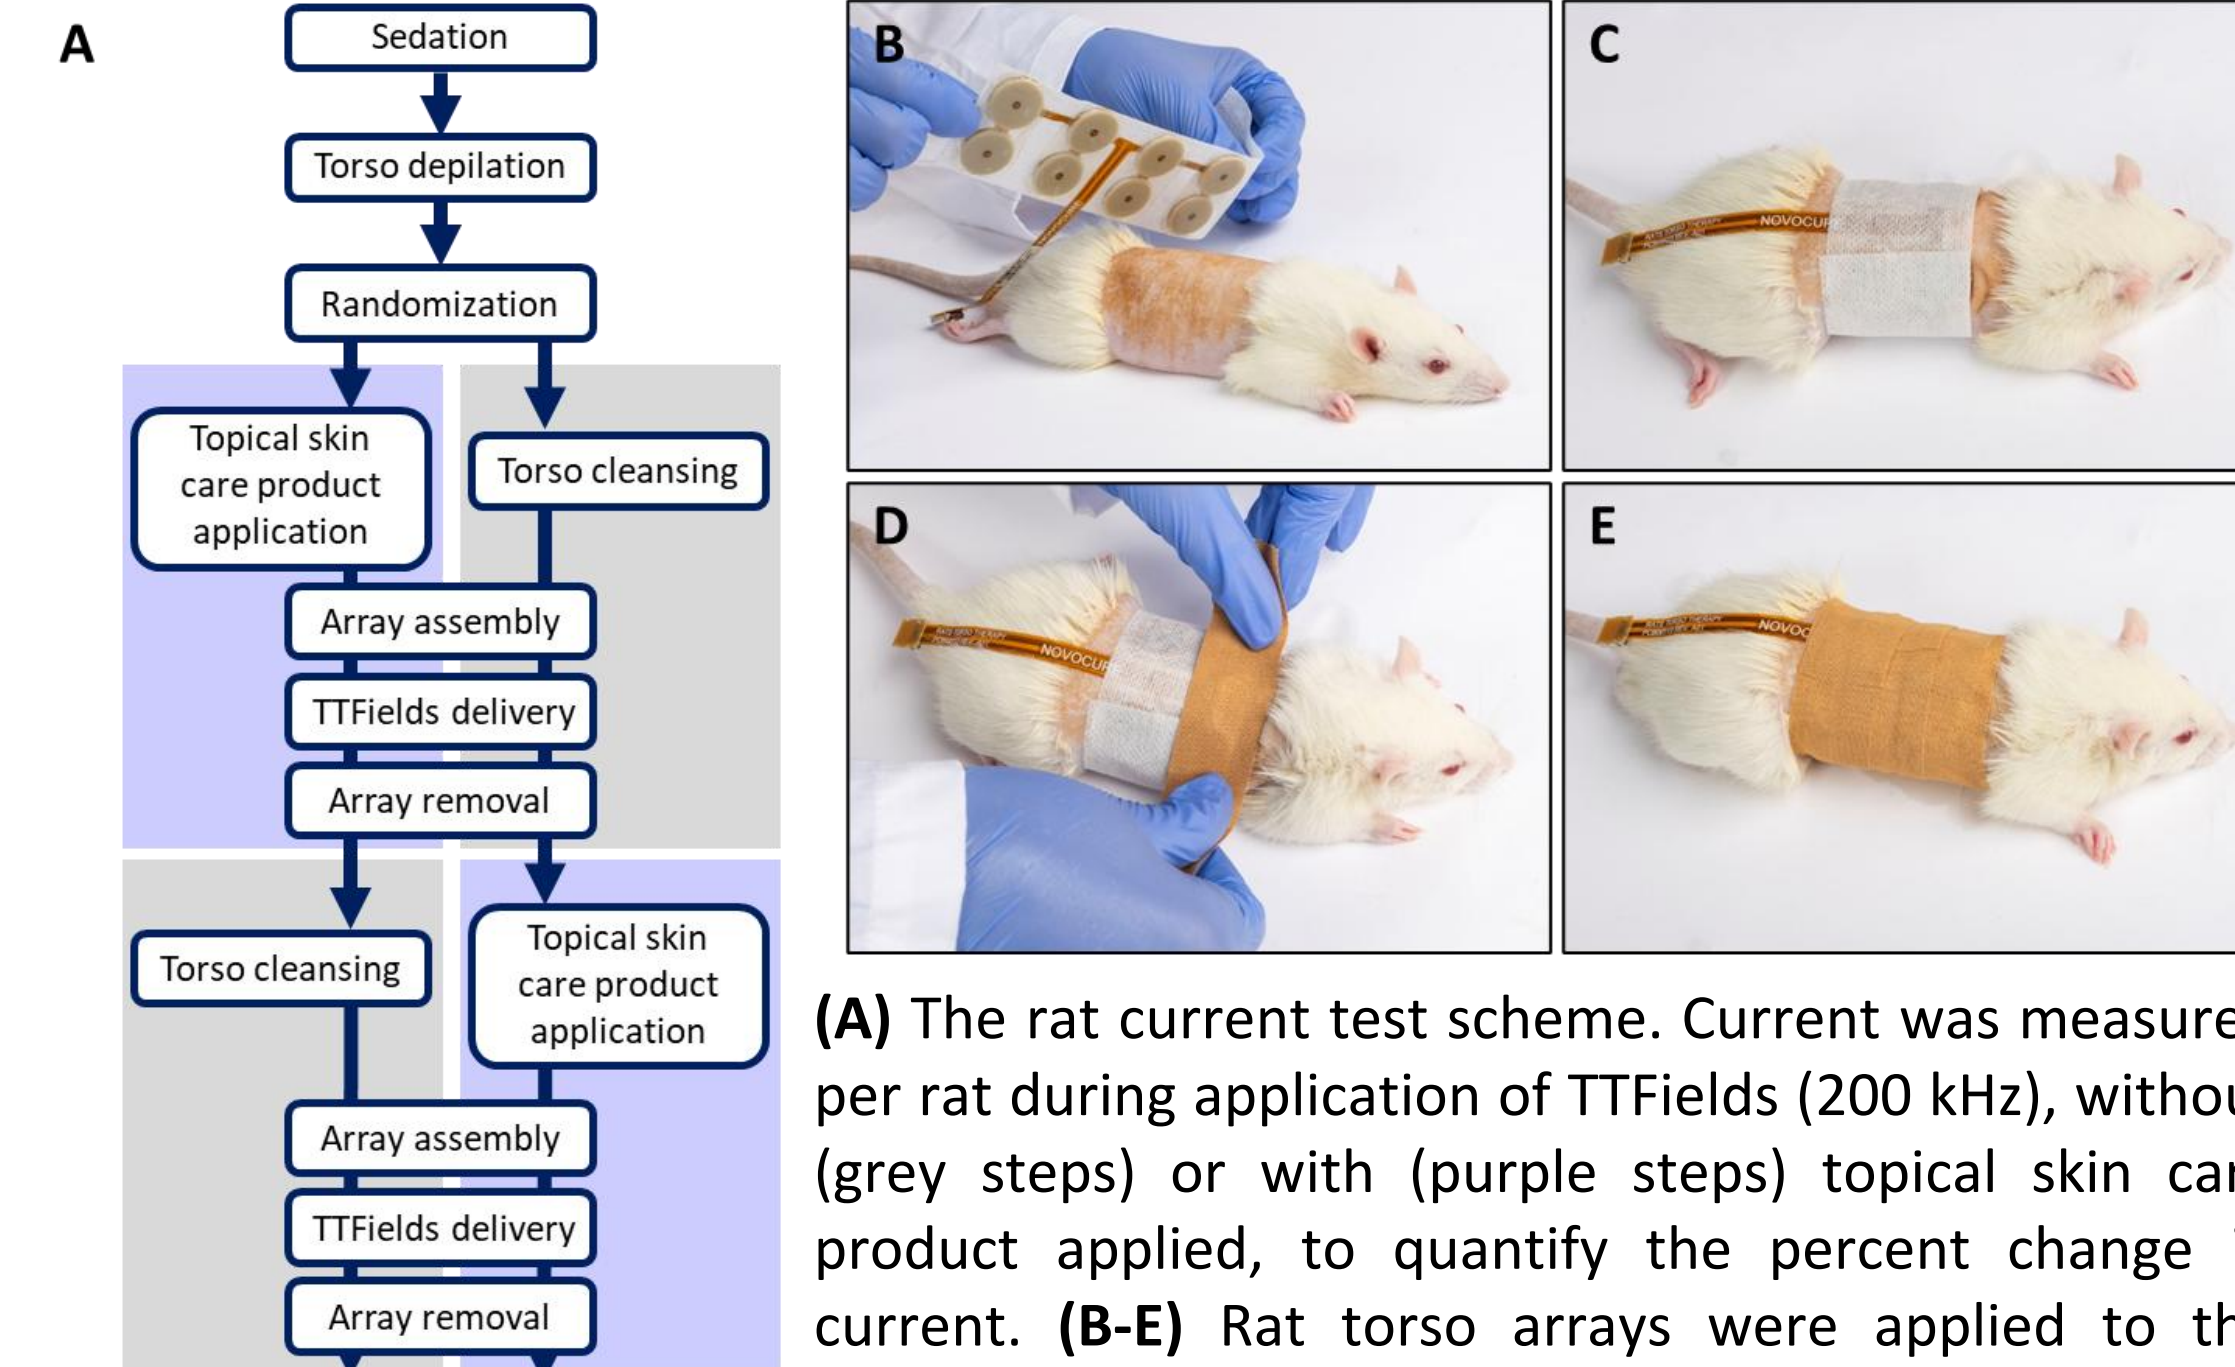 A
Sedation
Torso depilation
Randomization
Topical skin
care product
application
Torso cleansing
Array assembly
TTFields delivery
Array removal
Torso cleansing
Topical skin
care product
application
Array assembly
TTFields delivery
Array removal
B
C
NOVOCUR
D
NOVOCUR
E
NOVOC
(A) The rat current test scheme. Current was measure
per rat during application of TTFields (200 kHz), withou
(grey steps) or with (purple steps) topical skin car
product applied, to quantify the percent change
current. (B-E) Rat torso arrays were applied to th